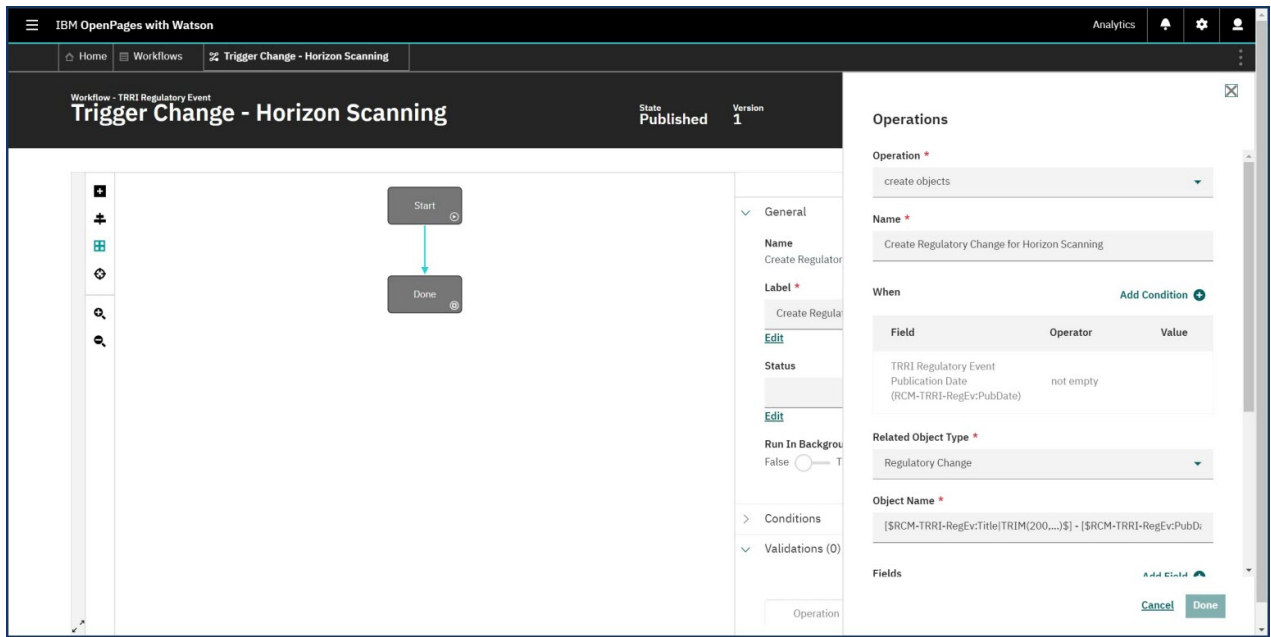 IBM OpenPages with Watson
Analytics
Home
Workflows
Trigger Change - Horizon Scanning
Workflow - TRRI Regulatory Event
Trigger Change - Horizon Scanning
State
Published
Version
1
Start
Done
General
Name
Create Regulator
Label *
Create Regula
Edit
Status
Edit
Run In Backgrou
False T
Conditions
Validations (0)
Operation
Operations
Operation *
create objects
Name *
Create Regulatory Change for Horizon Scanning
When
Add Condition
Field Operator Value
TRRI Regulatory Event
Publication Date
(RCM-TRRI-RegEv:PubDate)
not empty
Related Object Type *
Regulatory Change
Object Name *
[$RCM-TRRI-RegEv:Title|TRIM(200,...)$] - [$RCM-TRRI-RegEv:PubDa
Fields
Add Field
Cancel
Done